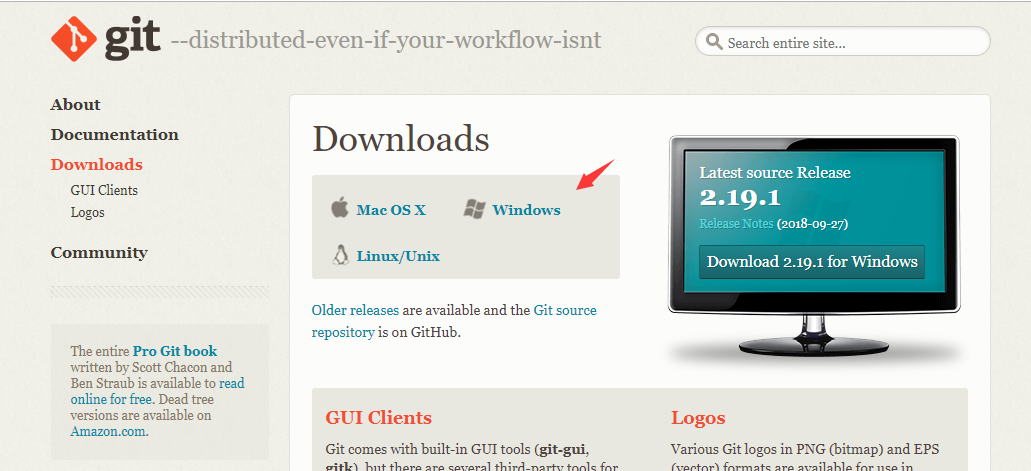 git --distributed-even-if-your-workflow-isnt
Search entire site...
About
Documentation
Downloads
GUI Clients
Logos
Community
The entire Pro Git book
written by Scott Chacon and
Ben Straub is available to read
online for free. Dead tree
versions are available on
Amazon.com.
Downloads
Mac OS X
Windows
Linux/Unix
Older releases are available and the Git source
repository is on GitHub.
Latest source Release
2.19.1
Release Notes (2018-09-27)
Download 2.19.1 for Windows
GUI Clients
Git comes with built-in GUI tools (git-gui,
gitk), but there are several third-party tools for
Logos
Various Git logos in PNG (bitmap) and EPS
(vector) formats are available for use in